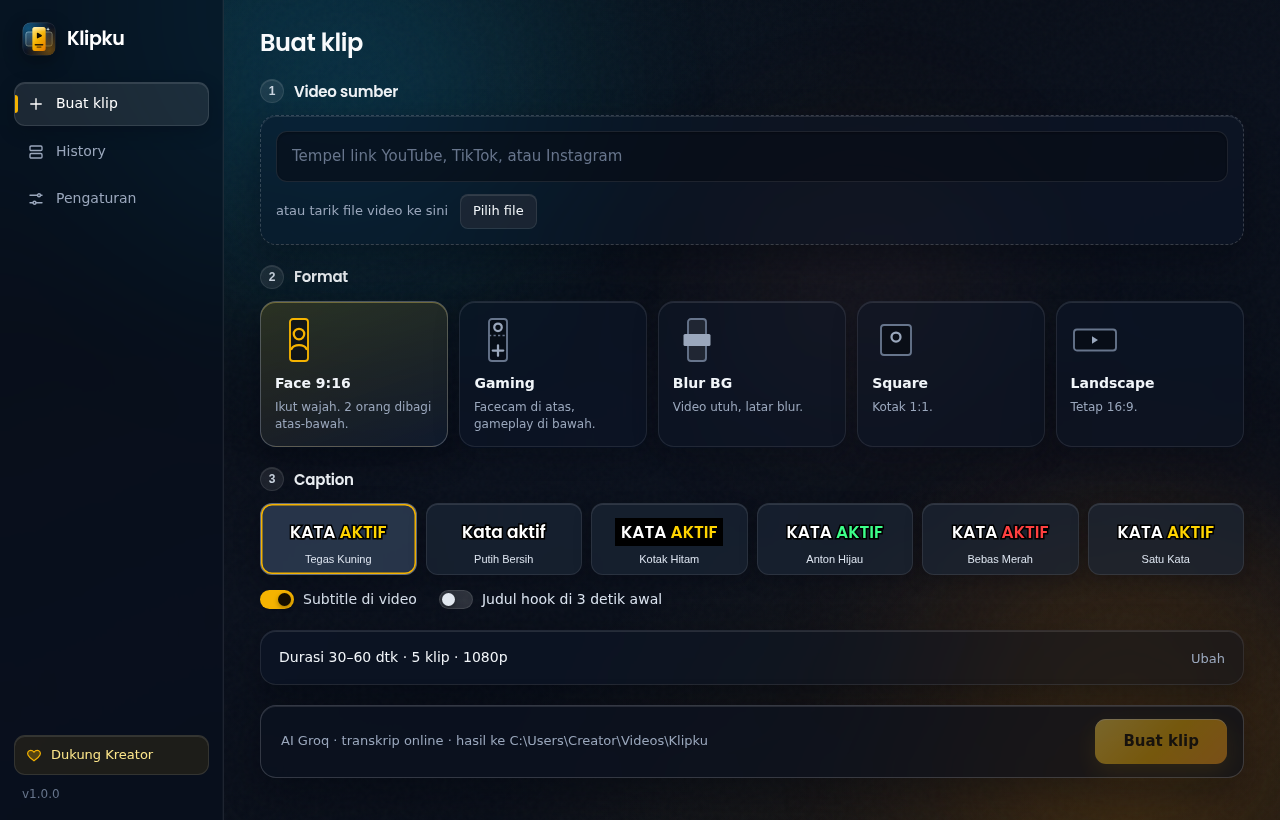 Klipku
Buat klip
History
Pengaturan
Dukung Kreator
v1.0.0
Buat klip
1 Video sumber
Tempel link YouTube, TikTok, atau Instagram
atau tarik file video ke sini
Pilih file
2 Format
Face 9:16
Ikut wajah. 2 orang dibagi
atas-bawah.
Gaming
Facecam di atas,
gameplay di bawah.
Blur BG
Video utuh, latar blur.
Square
Kotak 1:1.
Landscape
Tetap 16:9.
3 Caption
KATA AKTIF
Tegas Kuning
Kata aktif
Putih Bersih
KATA AKTIF
Kotak Hitam
KATA AKTIF
Anton Hijau
KATA AKTIF
Bebas Merah
KATA AKTIF
Satu Kata
Subtitle di video
Judul hook di 3 detik awal
Durasi 30–60 dtk · 5 klip · 1080p
Ubah
AI Groq · transkrip online · hasil ke C:\Users\Creator\Videos\Klipku
Buat klip